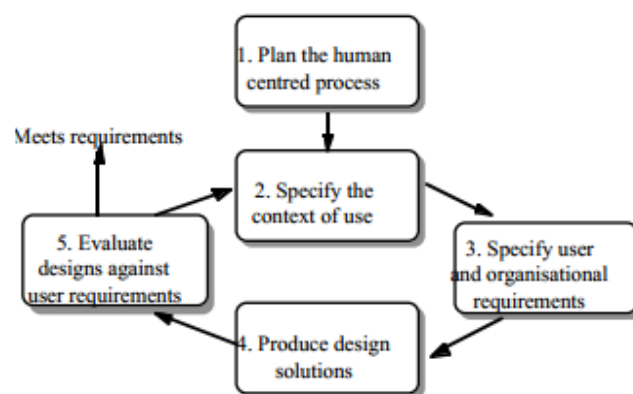 1. Plan the human
centred process
Meets requirements
2. Specify the
context of use
3. Specify user
and organisational
requirements
4. Produce design
solutions
5. Evaluate
designs against
user requirements